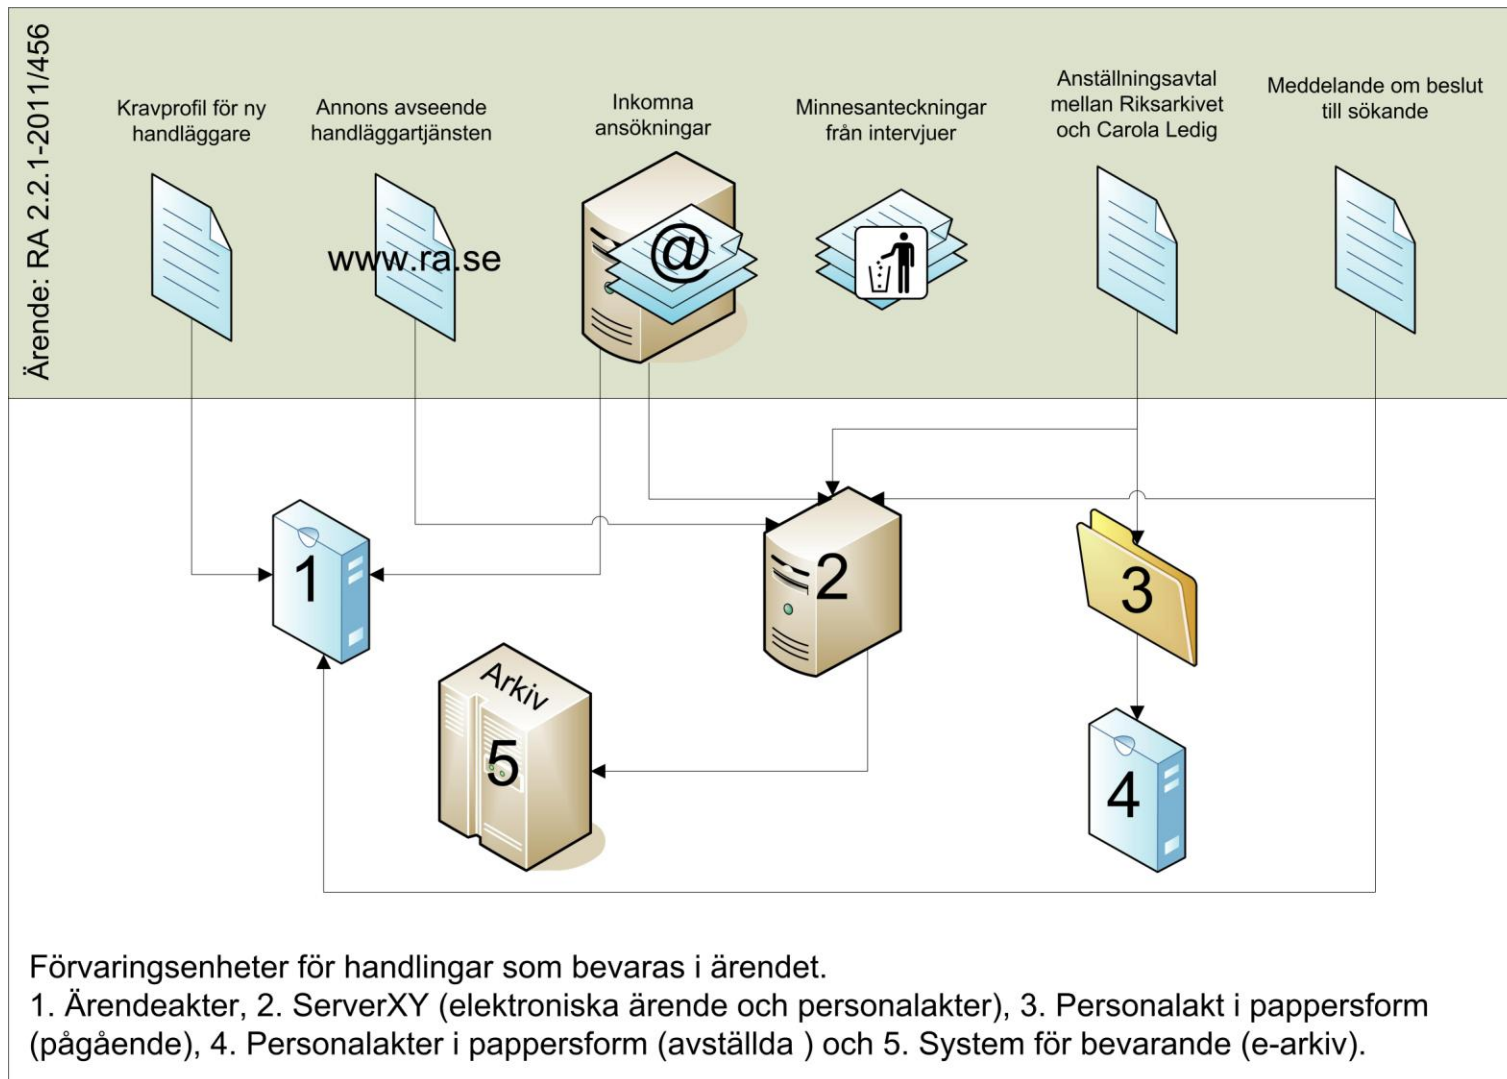 Ärende: RA 2.2.1-2011/456
Kravprofil för ny
handläggare
Annons avseende
handläggartjänsten
Inkomna
ansökningar
Minnesanteckningar
från intervjuer
Anställningsavtal
mellan Riksarkivet
och Carola Ledig
Meddelande om beslut
till sökande
www.ra.se
@
1
2
3
Arkiv
5
4
Förvaringsenheter för handlingar som bevaras i ärendet.
1. Ärendeakter, 2. ServerXY (elektroniska ärende och personalakter), 3. Personalakt i pappersform
(pågående), 4. Personalakter i pappersform (avställda ) och 5. System för bevarande (e-arkiv).